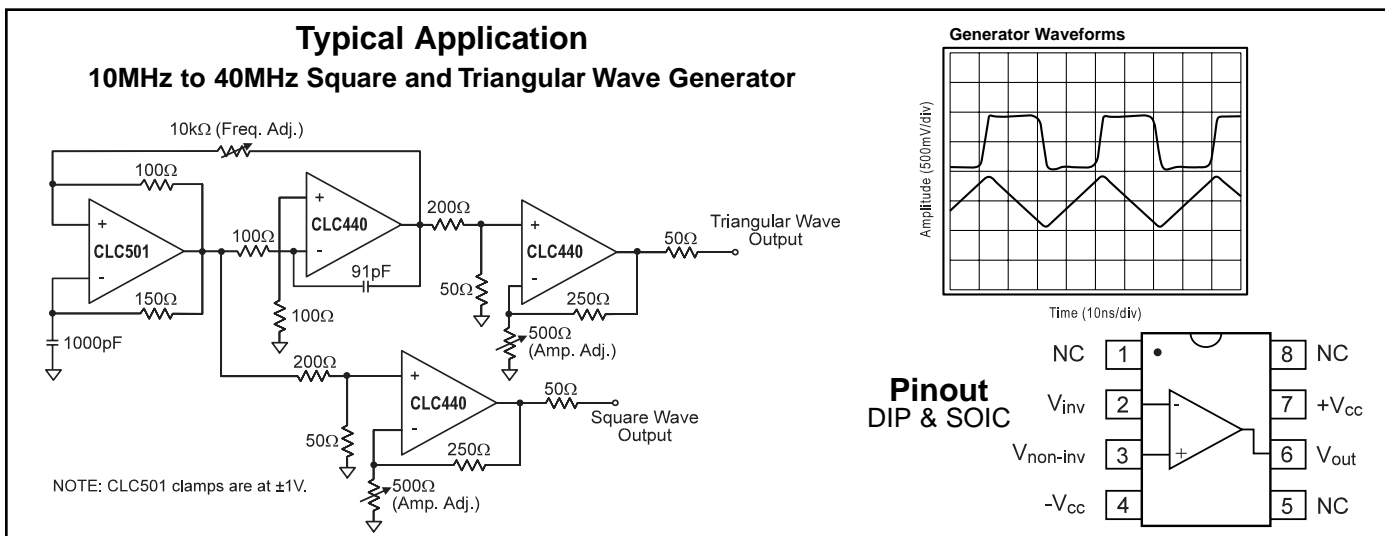 Typical Application
10MHz to 40MHz Square and Triangular Wave Generator
10kΩ (Freq. Adj.)
100Ω
+
CLC501
-
150Ω
1000pF
100Ω
+
CLC440
-
91pF
100Ω
200Ω
50Ω
+
CLC440
-
250Ω
500Ω
(Amp. Adj.)
50Ω
Triangular Wave
Output
200Ω
50Ω
+
CLC440
-
250Ω
500Ω
(Amp. Adj.)
50Ω
Square Wave
Output
NOTE: CLC501 clamps are at ±1V.
Generator Waveforms
Amplitude (500mV/div)
Time (10ns/div)
Pinout
DIP & SOIC
NC 1 8 NC
Vinv 2 - 7 +Vcc
Vnon-inv 3 + 6 Vout
-Vcc 4 5 NC